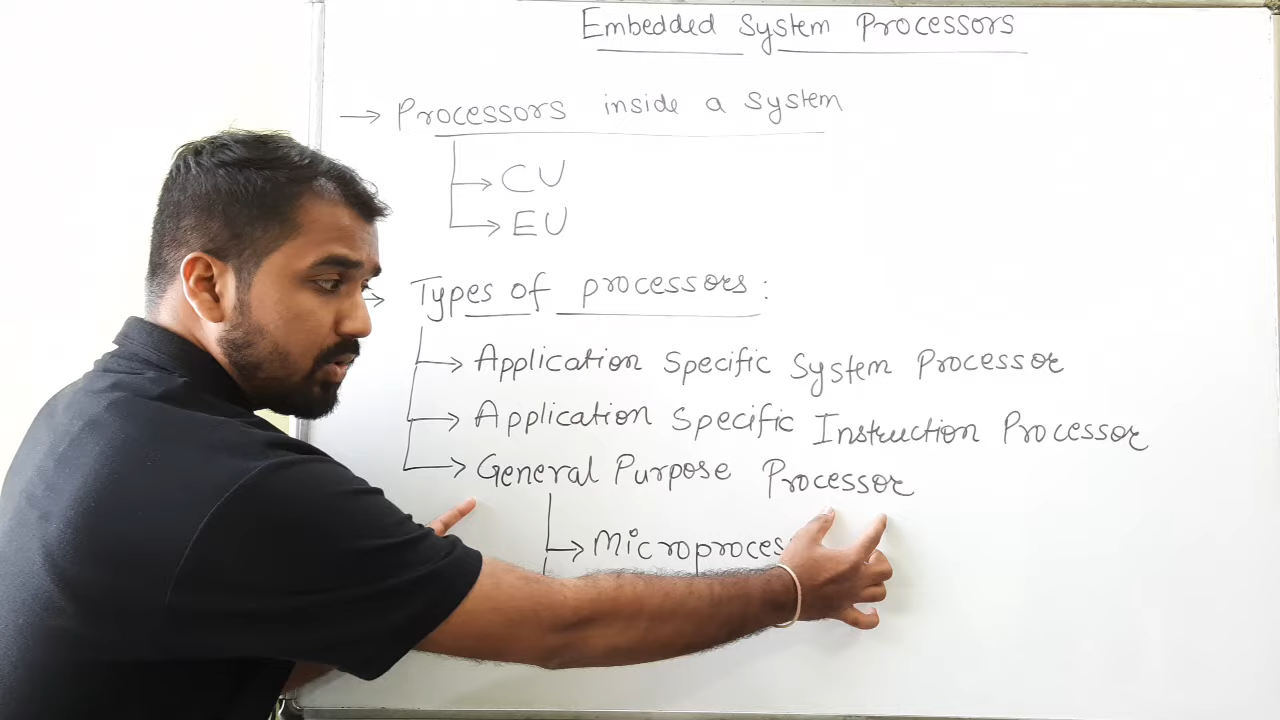 Embedded System Processors
→ Processors inside a system
→ CU
→ EU
→ Types of processors :
→ Application Specific System Processor
→ Application Specific Instruction Processor
→ General Purpose Processor